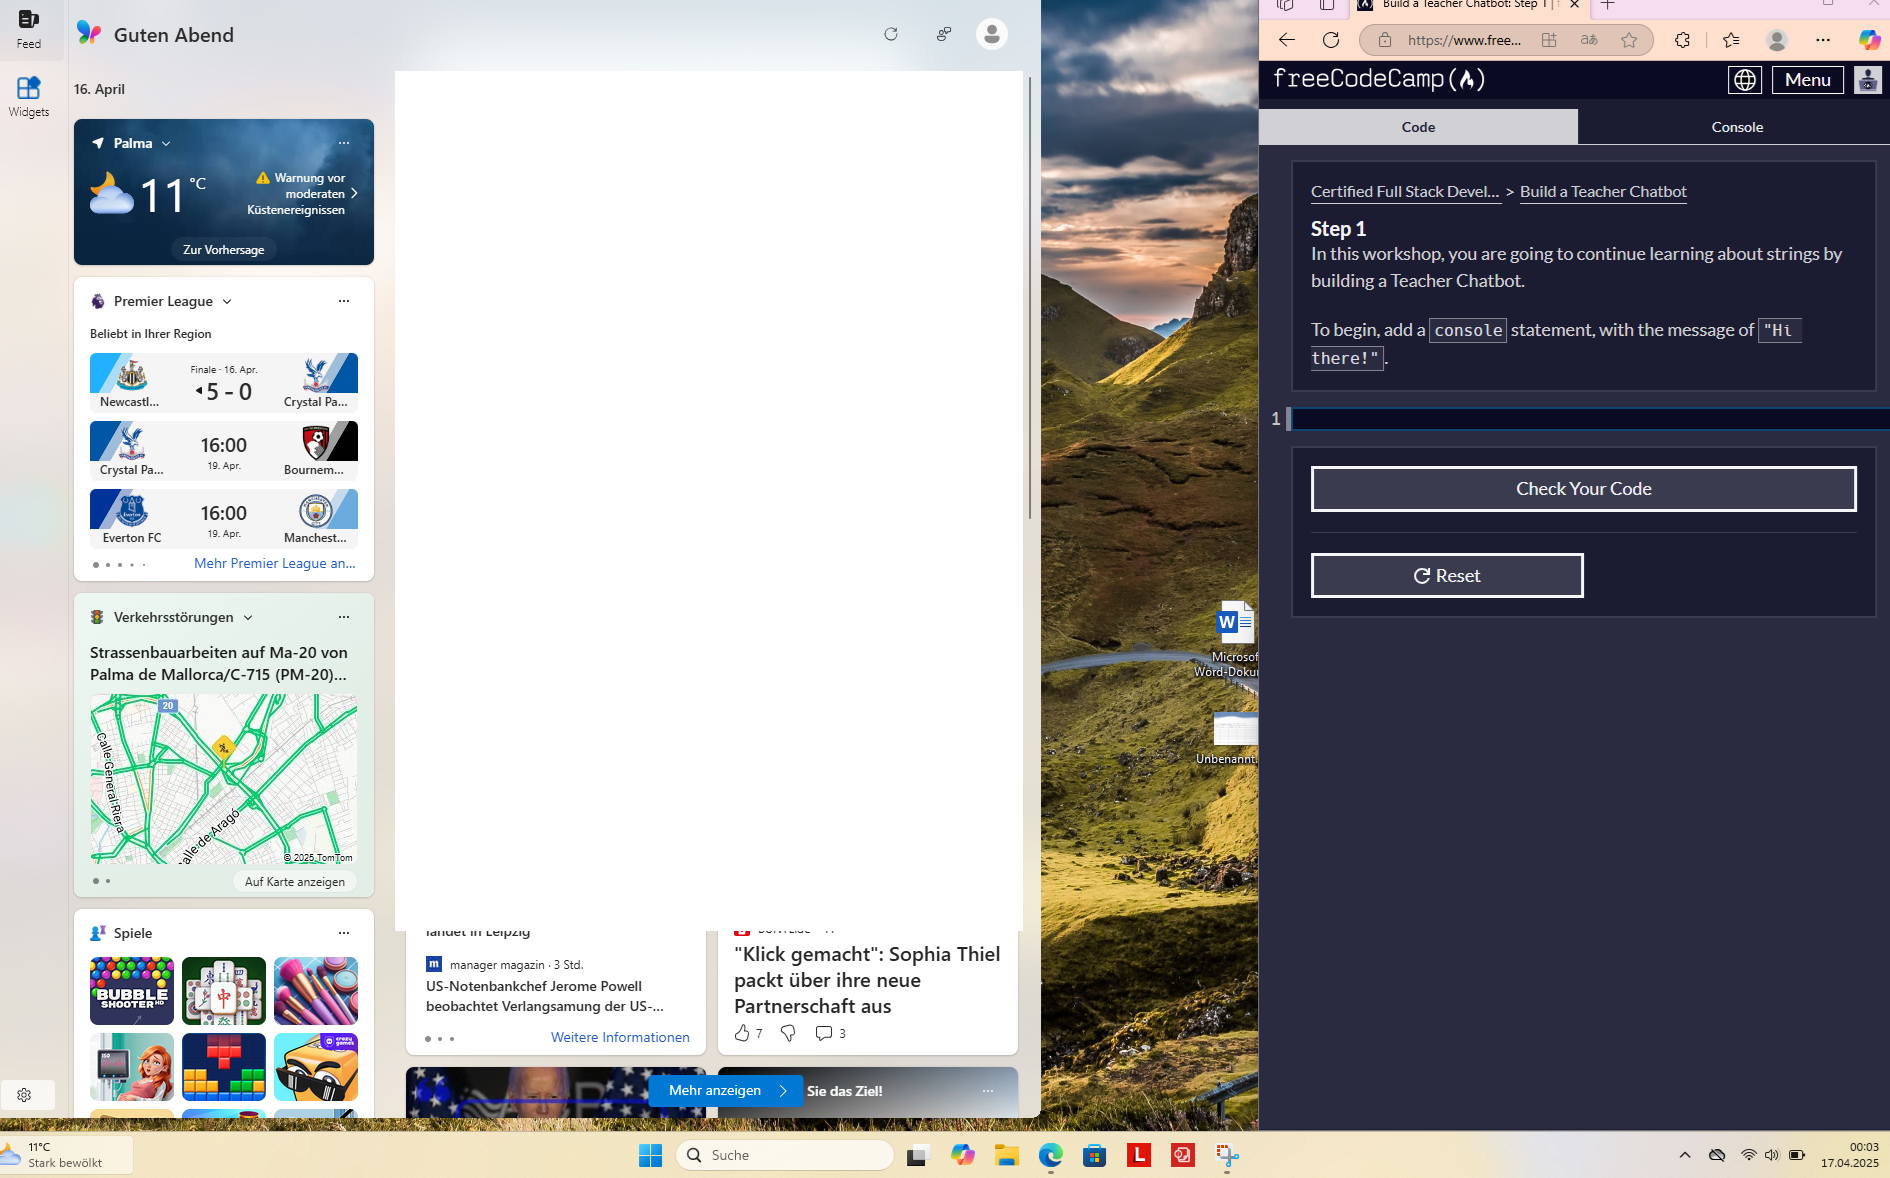 Feed
Widgets
Guten Abend
16. April
Palma
11 °C
Warnung vor
moderaten
Küstenereignissen
Zur Vorhersage
Premier League
Beliebt in Ihrer Region
Finale · 16. Apr.
5 - 0
Newcastl...
Crystal Pa...
16:00
19. Apr.
Crystal Pa...
Bournem...
16:00
19. Apr.
Everton FC
Manchest...
Mehr Premier League an...
Verkehrsstörungen
Strassenbauarbeiten auf Ma-20 von
Palma de Mallorca/C-715 (PM-20)...
20
Calle General Riera
alle de Aragó
© 2025 TomTom
Auf Karte anzeigen
Spiele
BUBBLE
SHOOTER HD
crazy games
landet in Leipzig
manager magazin · 3 Std.
US-Notenbankchef Jerome Powell
beobachtet Verlangsamung der US-...
Weitere Informationen
"Klick gemacht": Sophia Thiel
packt über ihre neue
Partnerschaft aus
7
3
Mehr anzeigen
Sie das Ziel!
Microsof
Word-Doku
Unbenannt.
Build a Teacher Chatbot: Step 1 |
https://www.free...
freeCodeCamp
Menu
Code
Console
Certified Full Stack Devel... > Build a Teacher Chatbot
Step 1
In this workshop, you are going to continue learning about strings by
building a Teacher Chatbot.
To begin, add a console statement, with the message of "Hi
there!".
1
Check Your Code
Reset
11°C
Stark bewölkt
Suche
L
00:03
17.04.2025